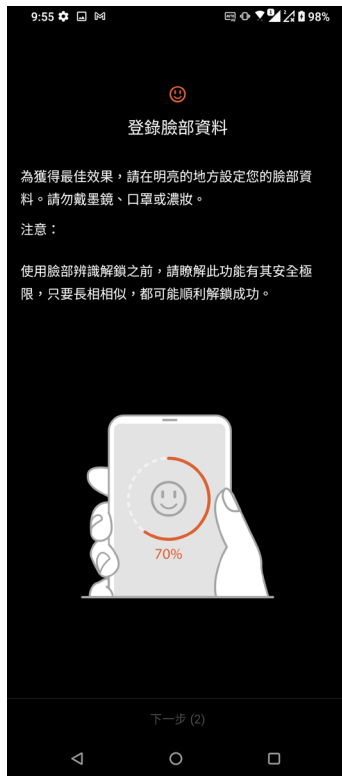 9:55 98%
登錄臉部資料
為獲得最佳效果，請在明亮的地方設定您的臉部資
料。請勿戴墨鏡、口罩或濃妝。
注意：
使用臉部辨識解鎖之前，請瞭解此功能有其安全極
限，只要長相相似，都可能順利解鎖成功。
70%
下一步 (2)